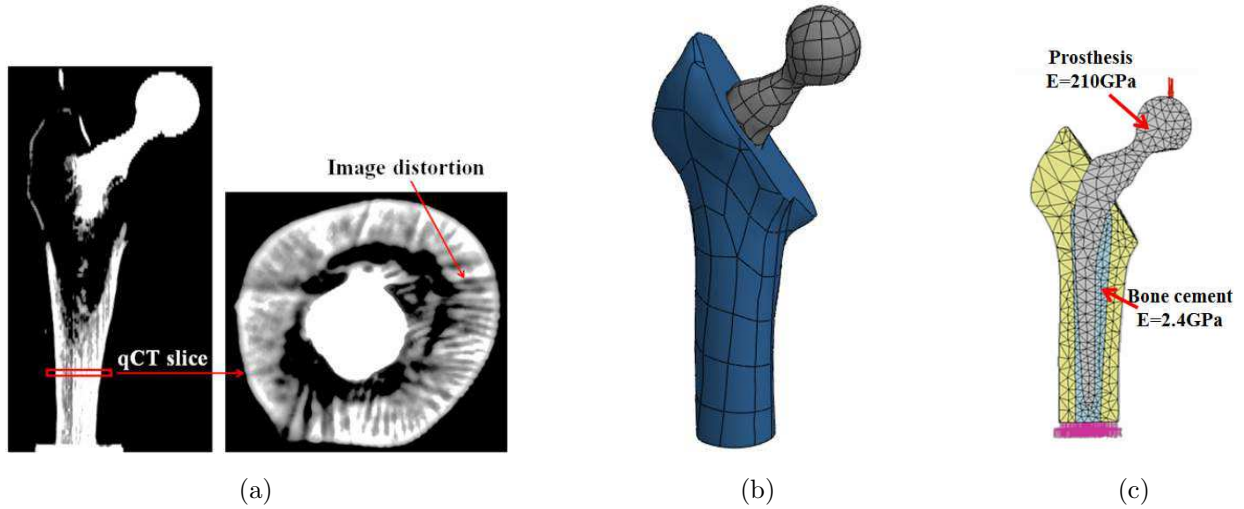 Image distortion
qCT slice
Prosthesis
E=210GPa
Bone cement
E=2.4GPa
(a)
(b)
(c)